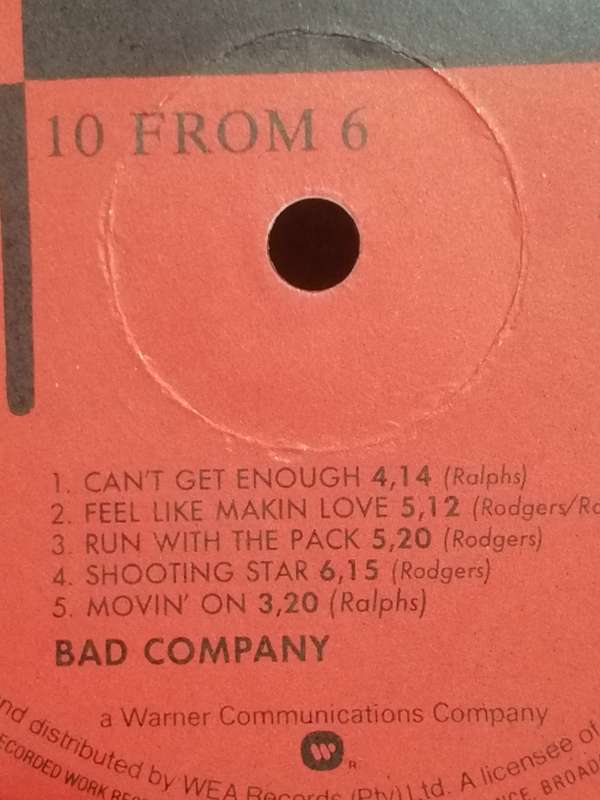 10 FROM 6
1. CAN'T GET ENOUGH 4,14 (Ralphs)
2. FEEL LIKE MAKIN LOVE 5,12 (Rodgers/
3. RUN WITH THE PACK 5,20 (Rodgers)
4. SHOOTING STAR 6,15 (Rodgers)
5. MOVIN' ON 3,20 (Ralphs)
BAD COMPANY
a Warner Communications Company
R
distributed by WEA Records (Pty) Ltd. A licensee of
WORK